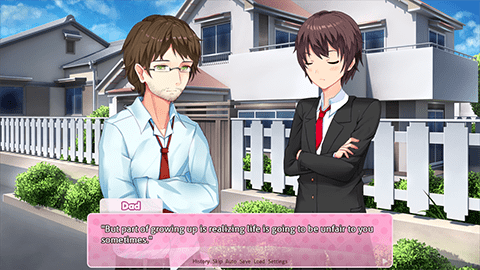 Dad
"But part of growing up is realizing life is going to be unfair to you
sometimes."
History Skip Auto Save Load Settings